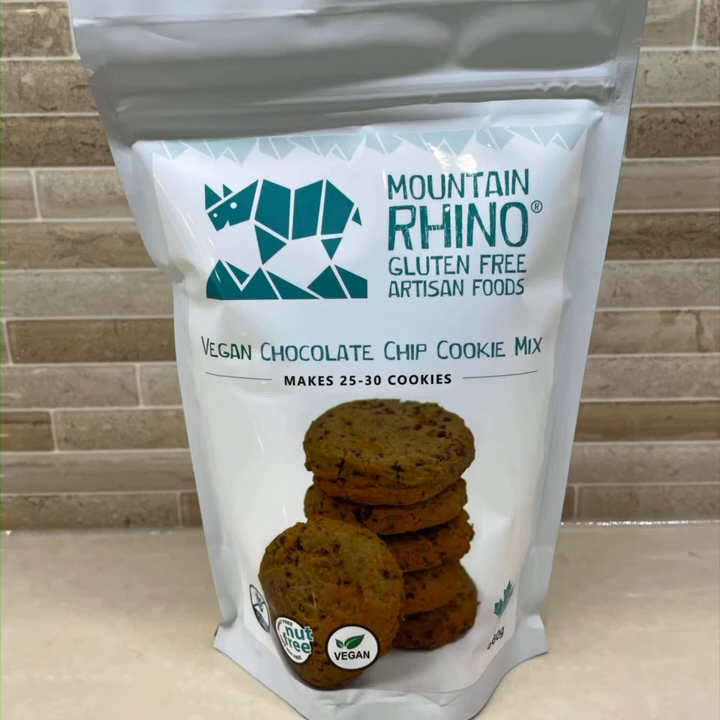 MOUNTAIN
RHINO®
GLUTEN FREE
ARTISAN FOODS
VEGAN CHOCOLATE CHIP COOKIE MIX
MAKES 25-30 COOKIES
nut
free
VEGAN